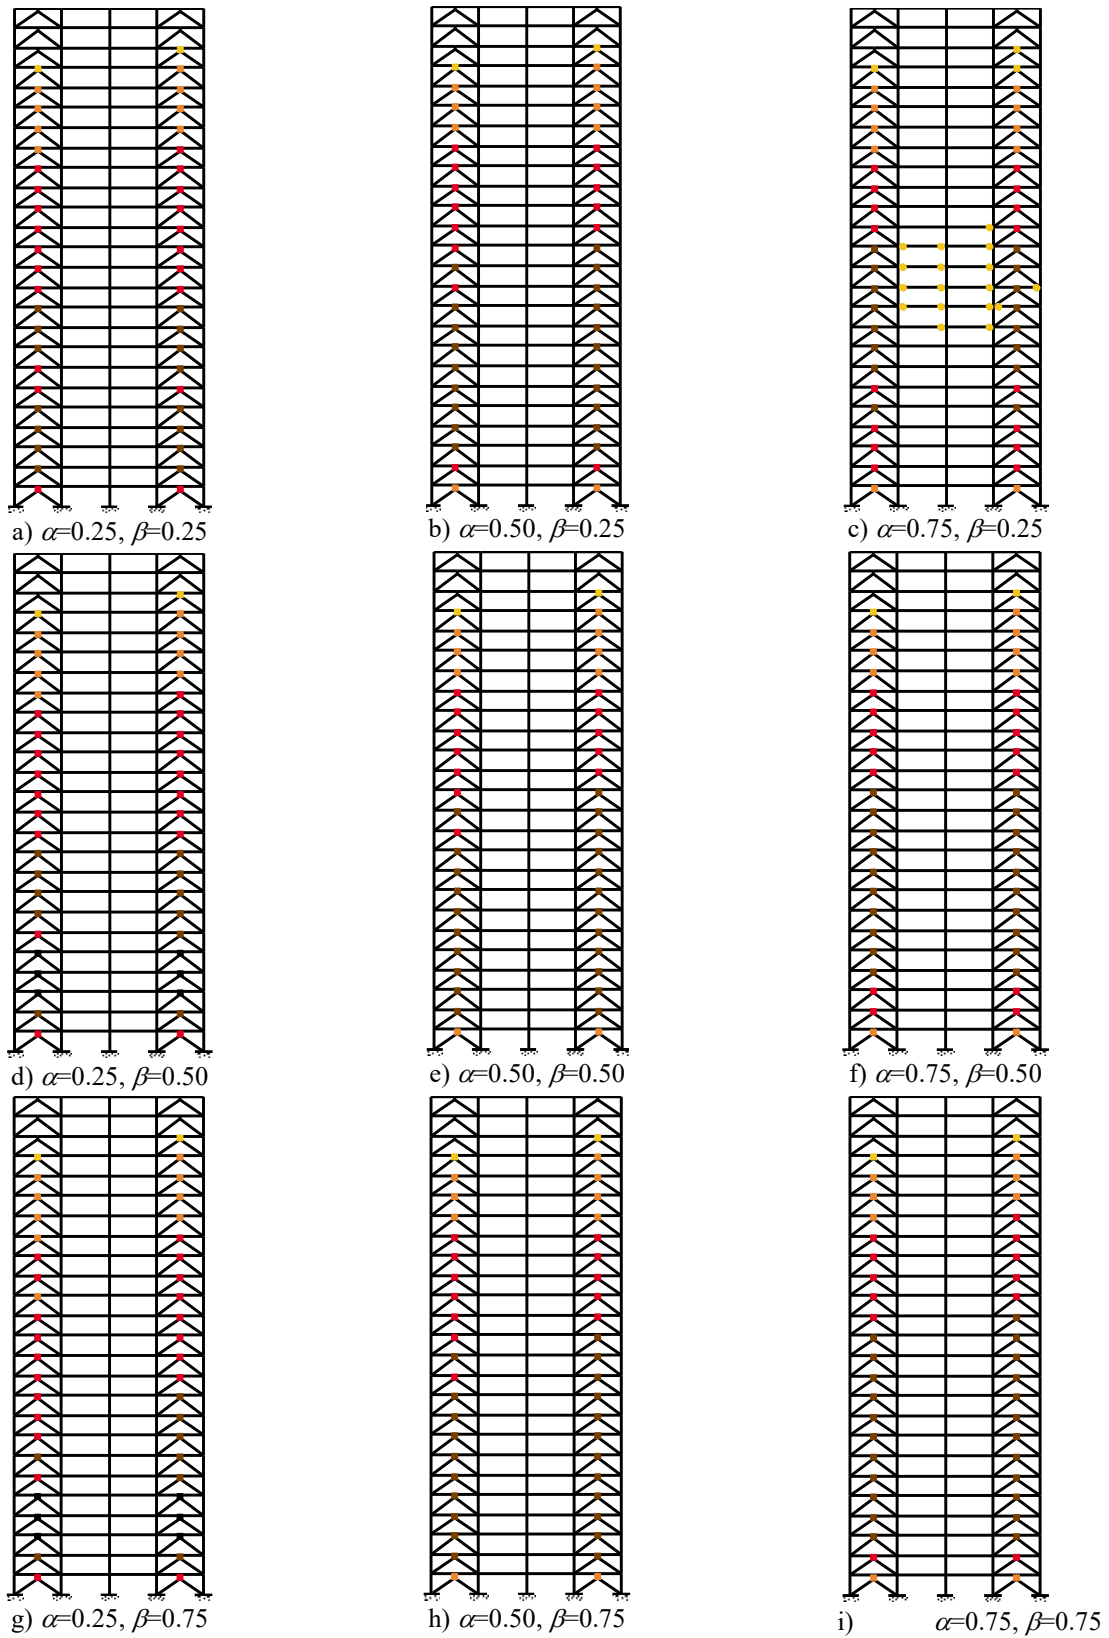 a) α=0.25, β=0.25
b) α=0.50, β=0.25
c) α=0.75, β=0.25
d) α=0.25, β=0.50
e) α=0.50, β=0.50
f) α=0.75, β=0.50
g) α=0.25, β=0.75
h) α=0.50, β=0.75
i) α=0.75, β=0.75